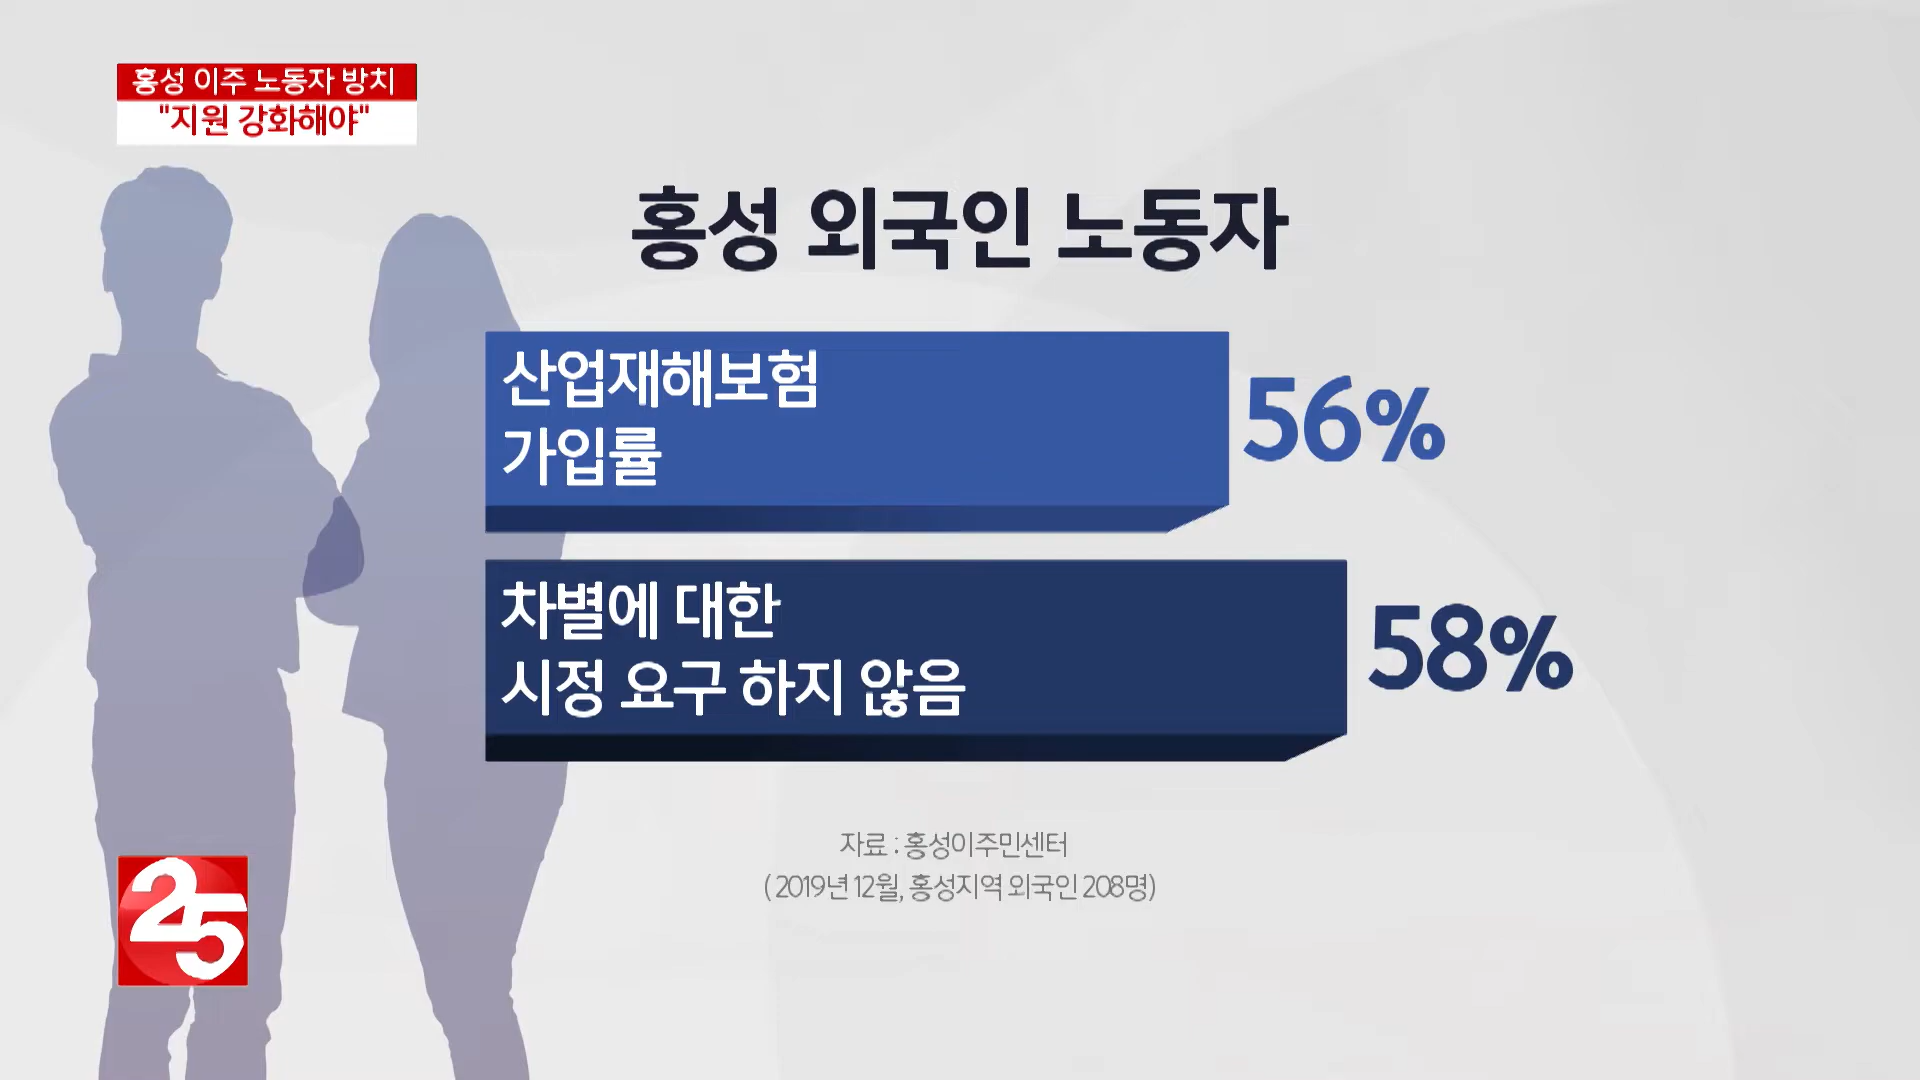 홍성 이주 노동자 방치
"지원 강화해야"
홍성 외국인 노동자
산업재해보험
가입률
56%
차별에 대한
시정 요구 하지 않음
58%
자료 : 홍성이주민센터
( 2019년 12월, 홍성지역 외국인 208명)
25